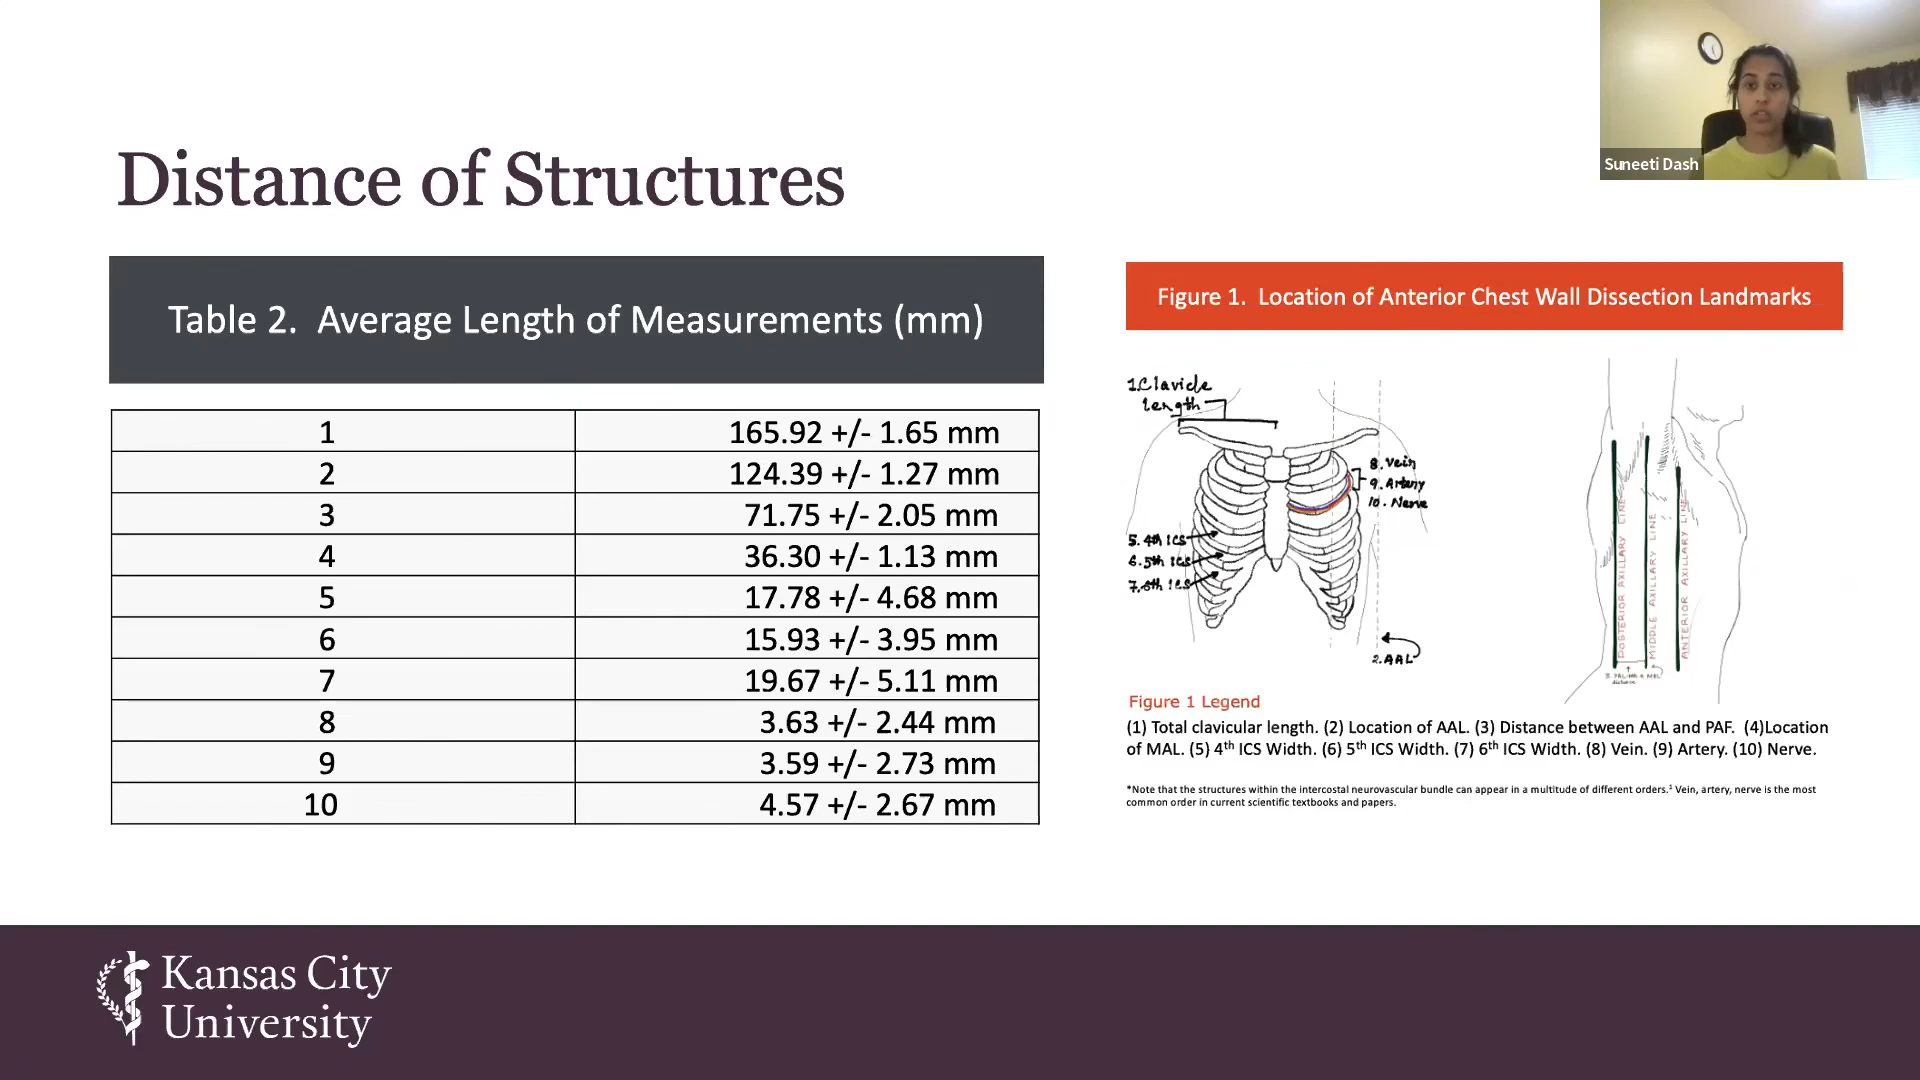 Suneeti Dash
Distance of Structures
Table 2. Average Length of Measurements (mm)
1 165.92 +/- 1.65 mm
2 124.39 +/- 1.27 mm
3 71.75 +/- 2.05 mm
4 36.30 +/- 1.13 mm
5 17.78 +/- 4.68 mm
6 15.93 +/- 3.95 mm
7 19.67 +/- 5.11 mm
8 3.63 +/- 2.44 mm
9 3.59 +/- 2.73 mm
10 4.57 +/- 2.67 mm
Figure 1. Location of Anterior Chest Wall Dissection Landmarks
1.Clavicle
length
8. Vein
9. Artery
10. Nerve
5. 4th ICS
6. 5th ICS
7. 6th ICS
2. AAL
POSTERIOR AXILLARY LINE
MIDDLE AXILLARY LINE
ANTERIOR AXILLARY LINE
distance
Figure 1 Legend
(1) Total clavicular length. (2) Location of AAL. (3) Distance between AAL and PAF. (4)Location
of MAL. (5) 4th ICS Width. (6) 5th ICS Width. (7) 6th ICS Width. (8) Vein. (9) Artery. (10) Nerve.
*Note that the structures within the intercostal neurovascular bundle can appear in a multitude of different orders.1 Vein, artery, nerve is the most
common order in current scientific textbooks and papers.
Kansas City
University